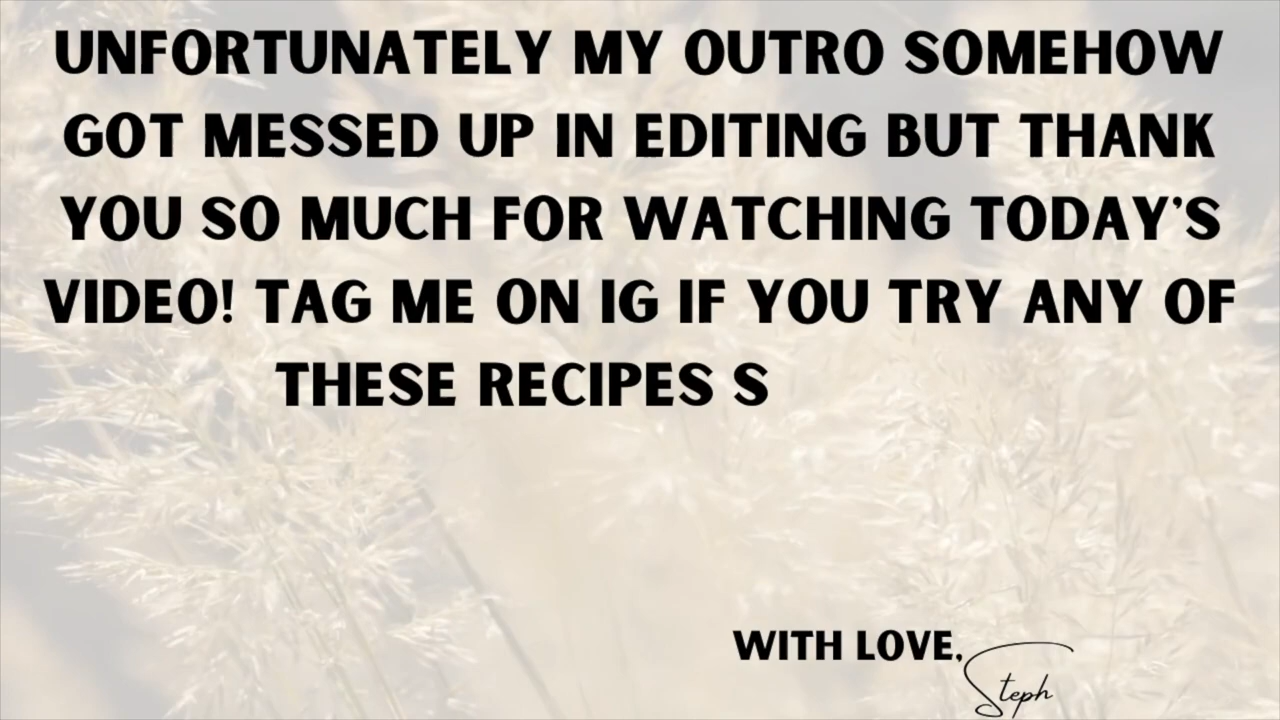 UNFORTUNATELY MY OUTRO SOMEHOW
GOT MESSED UP IN EDITING BUT THANK
YOU SO MUCH FOR WATCHING TODAY'S
VIDEO! TAG ME ON IG IF YOU TRY ANY OF
THESE RECIPES S
WITH LOVE,
Steph